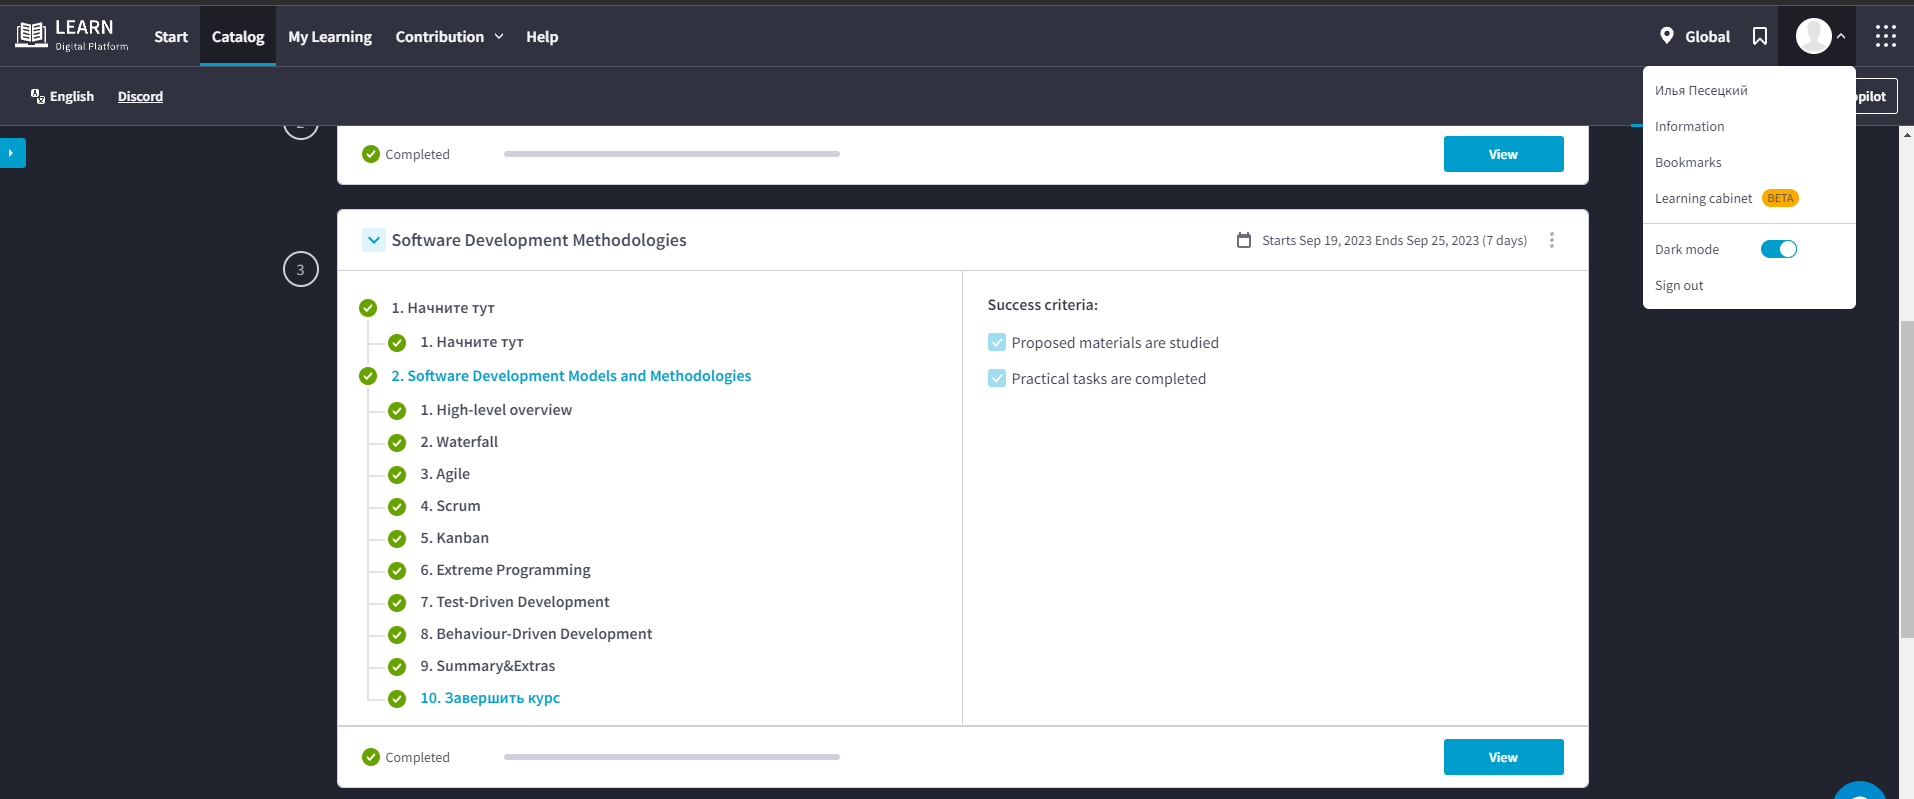 LEARN
Digital Platform
Start
Catalog
My Learning
Contribution
Help
Global
English
Discord
Илья Песецкий
Information
Bookmarks
Learning cabinet BETA
Dark mode
Sign out
Completed
View
3
Software Development Methodologies
Starts Sep 19, 2023 Ends Sep 25, 2023 (7 days)
1. Начните тут
1. Начните тут
2. Software Development Models and Methodologies
1. High-level overview
2. Waterfall
3. Agile
4. Scrum
5. Kanban
6. Extreme Programming
7. Test-Driven Development
8. Behaviour-Driven Development
9. Summary&Extras
10. Завершить курс
Success criteria:
Proposed materials are studied
Practical tasks are completed
Completed
View